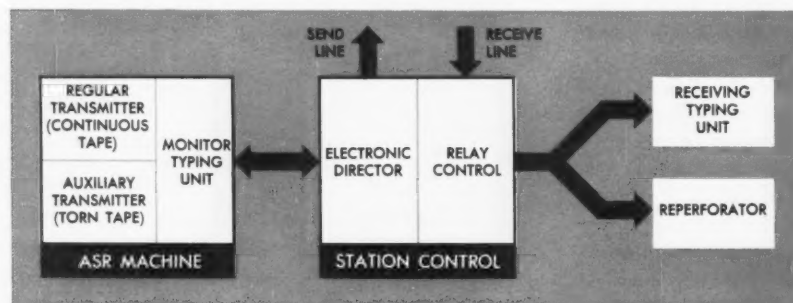 SEND
LINE
RECEIVE
LINE
REGULAR
TRANSMITTER
(CONTINUOUS
TAPE)
AUXILIARY
TRANSMITTER
(TORN TAPE)
MONITOR
TYPING
UNIT
ASR MACHINE
ELECTRONIC
DIRECTOR
RELAY
CONTROL
STATION CONTROL
RECEIVING
TYPING
UNIT
REPERFORATOR